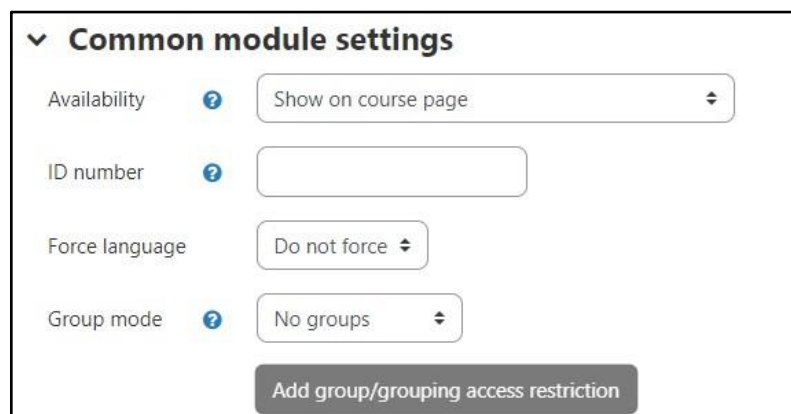 Common module settings
Availability ? Show on course page
ID number ?
Force language Do not force
Group mode ? No groups
Add group/grouping access restriction